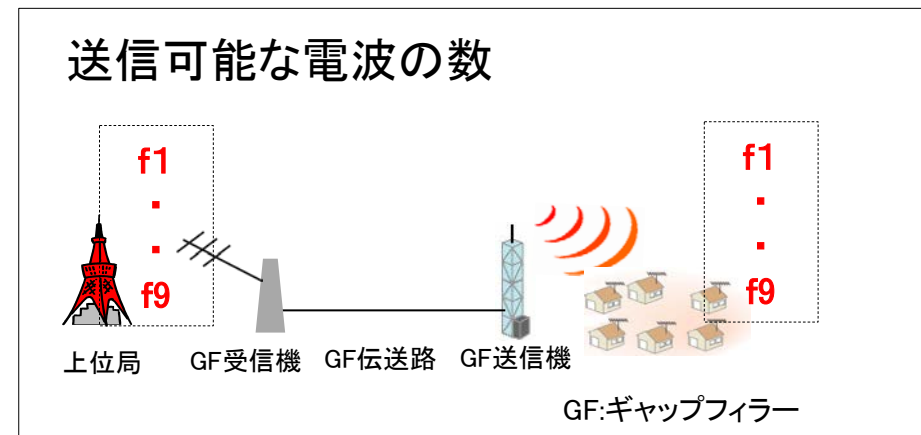 送信可能な電波の数
f1
・
・
f9
f1
・
・
f9
上位局
GF受信機
GF伝送路
GF送信機
GF:ギャップフィラー